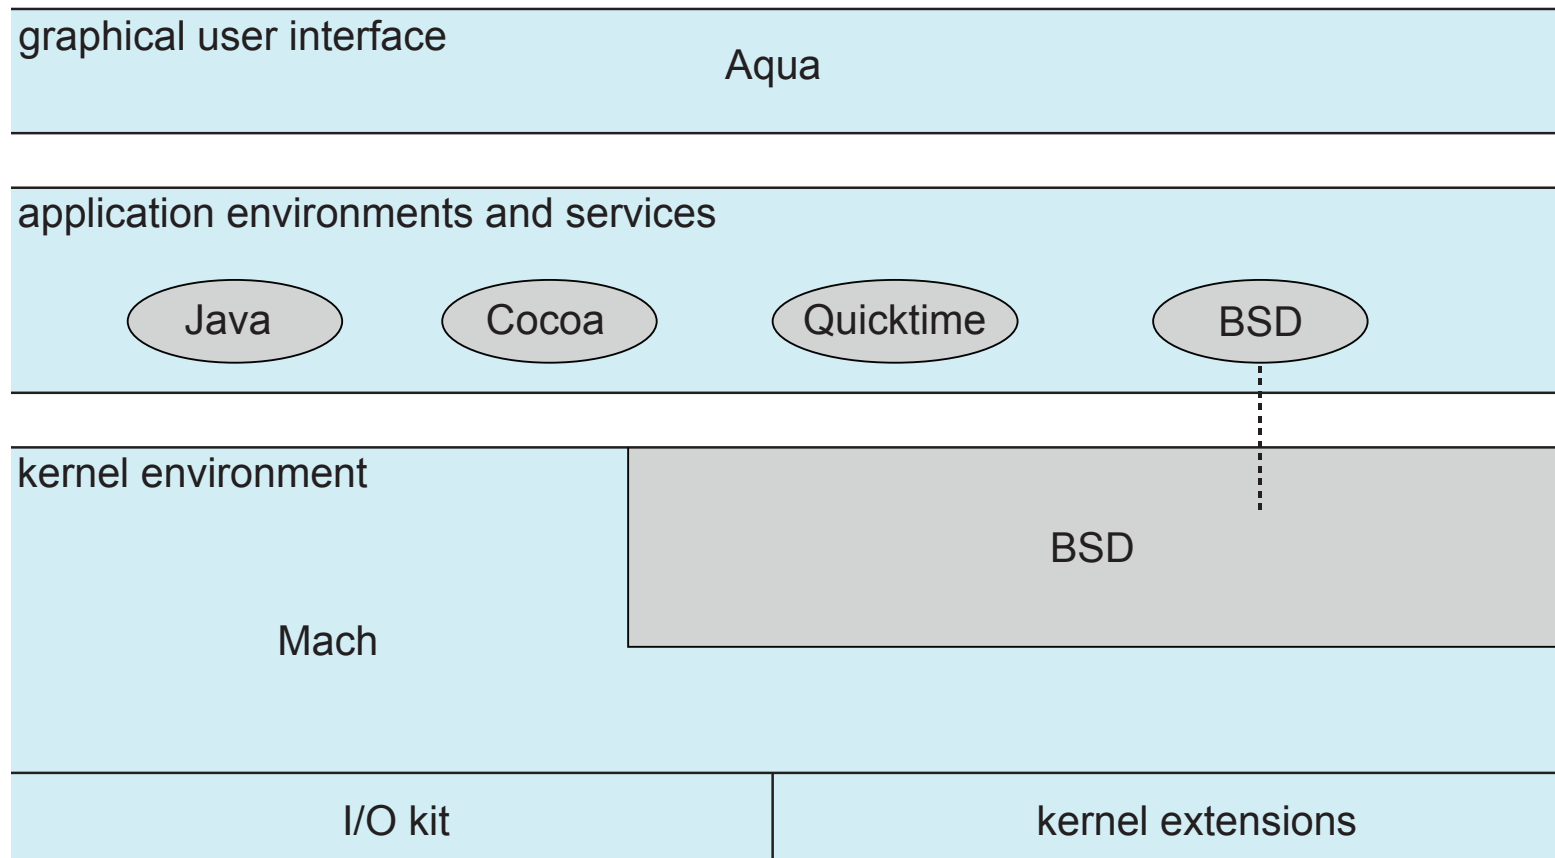 graphical user interface
Aqua
application environments and services
Java
Cocoa
Quicktime
BSD
kernel environment
BSD
Mach
I/O kit
kernel extensions